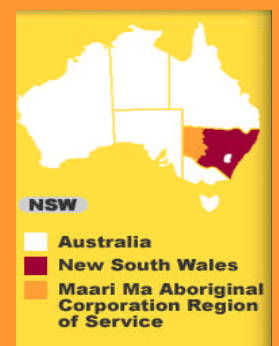 NSW
Australia
New South Wales
Maari Ma Aboriginal
Corporation Region
of Service